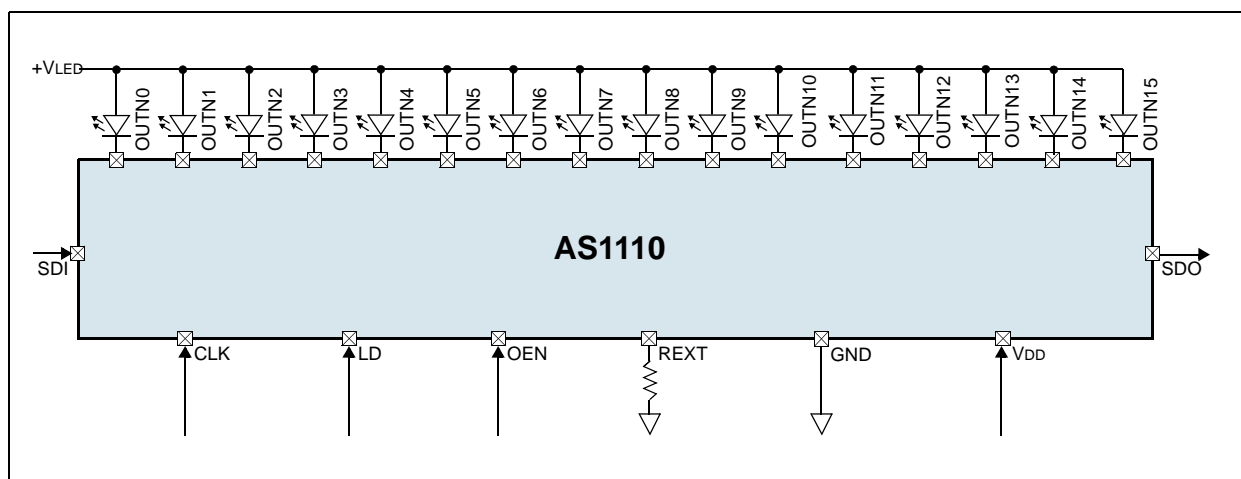 +VLED
OUTN0
OUTN1
OUTN2
OUTN3
OUTN4
OUTN5
OUTN6
OUTN7
OUTN8
OUTN9
OUTN10
OUTN11
OUTN12
OUTN13
OUTN14
OUTN15
AS1110
SDI
SDO
CLK
LD
OEN
REXT
GND
VDD